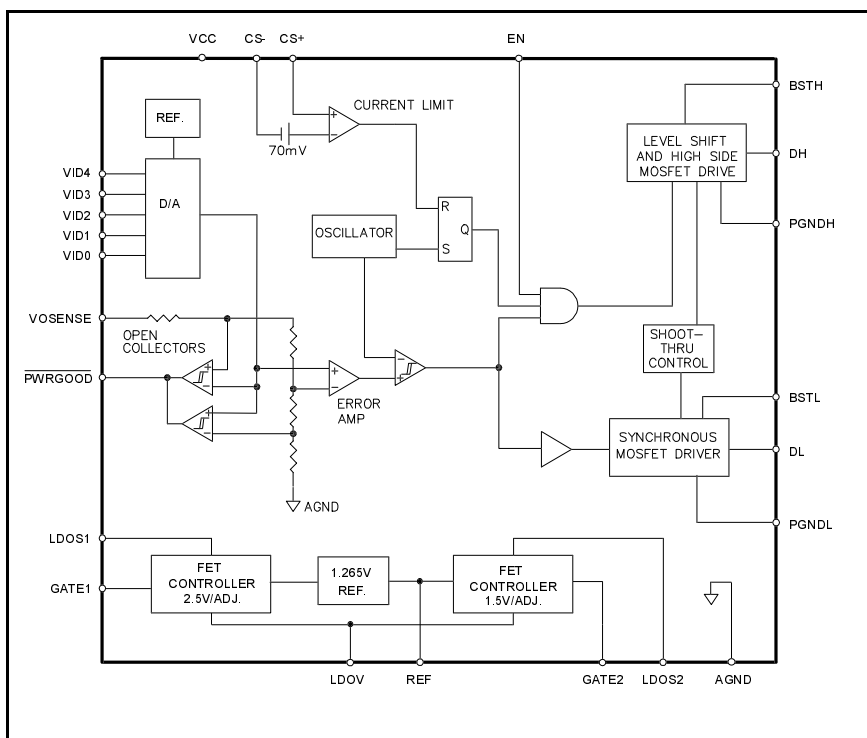 VCC
CS-
CS+
EN
BSTH
REF.
CURRENT LIMIT
+
−
70mV
LEVEL SHIFT
AND HIGH SIDE
MOSFET DRIVE
DH
VID4
VID3
VID2
VID1
VID0
D/A
R
Q
S
OSCILLATOR
PGNDH
VOSENSE
OPEN
COLLECTORS
SHOOT−
THRU
CONTROL
PWRGOOD
+
−
+
−
+
−
ERROR
AMP
−
+
BSTL
SYNCHRONOUS
MOSFET DRIVER
DL
AGND
PGNDL
LDOS1
GATE1
FET
CONTROLLER
2.5V/ADJ.
1.265V
REF.
FET
CONTROLLER
1.5V/ADJ.
LDOV
REF
GATE2
LDOS2
AGND